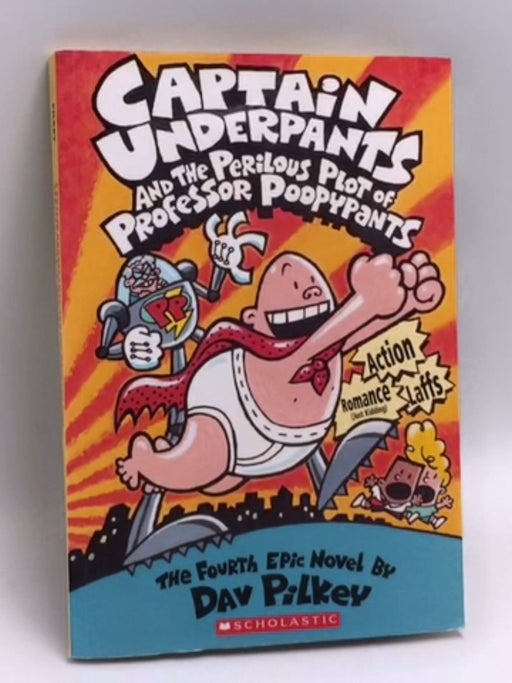 CAPTAIN
UNDERPANTS
AND THE PERILOUS PLOT OF
PROFESSOR POOPYPANTS
PP
Action
Romance
(Just Kidding)
Laffs
THE FOURTH EPIC NOVEL BY
DAV PILKEY
SCHOLASTIC